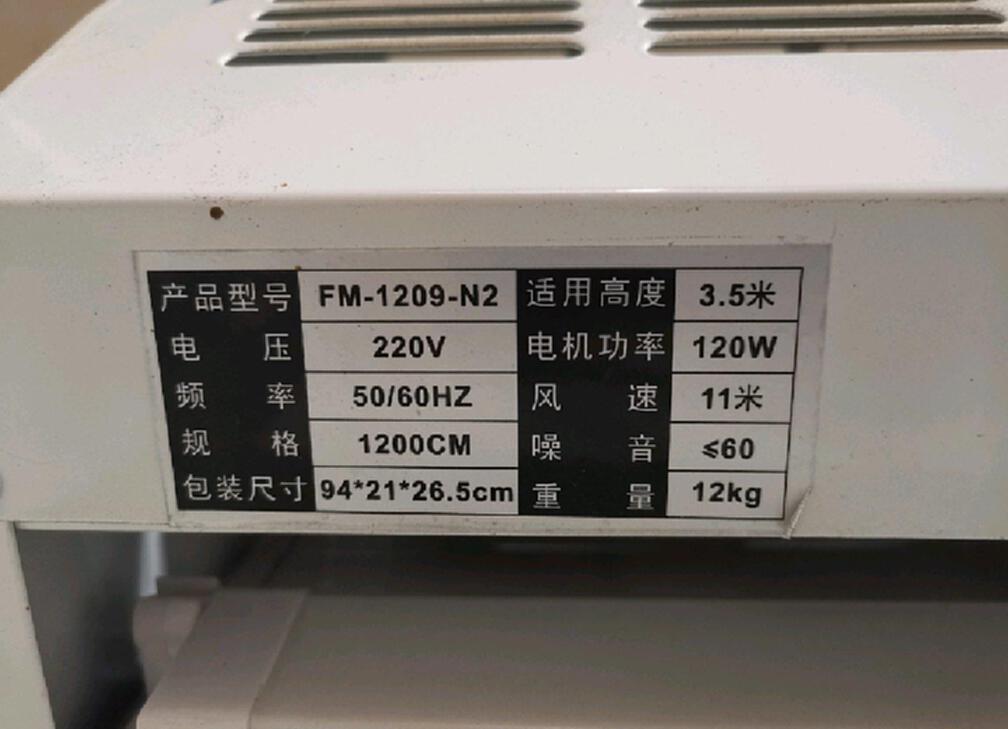 产品型号 FM-1209-N2 适用高度 3.5米
电压 220V 电机功率 120W
频率 50/60HZ 风速 11米
规格 1200CM 噪音 ≤60
包装尺寸 94*21*26.5cm 重量 12kg